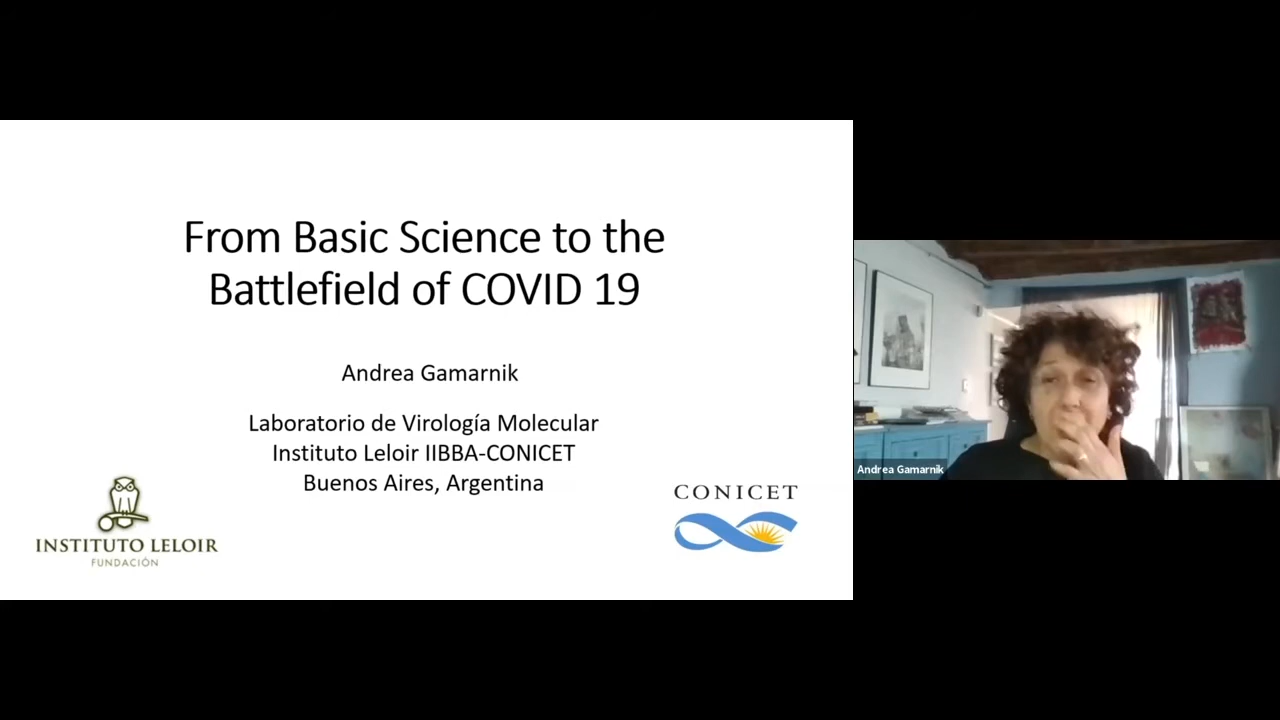 From Basic Science to the
Battlefield of COVID 19
Andrea Gamarnik
Laboratorio de Virología Molecular
Instituto Leloir IIBBA-CONICET
Buenos Aires, Argentina
INSTITUTO LELOIR
FUNDACIÓN
CONICET
Andrea Gamarnik